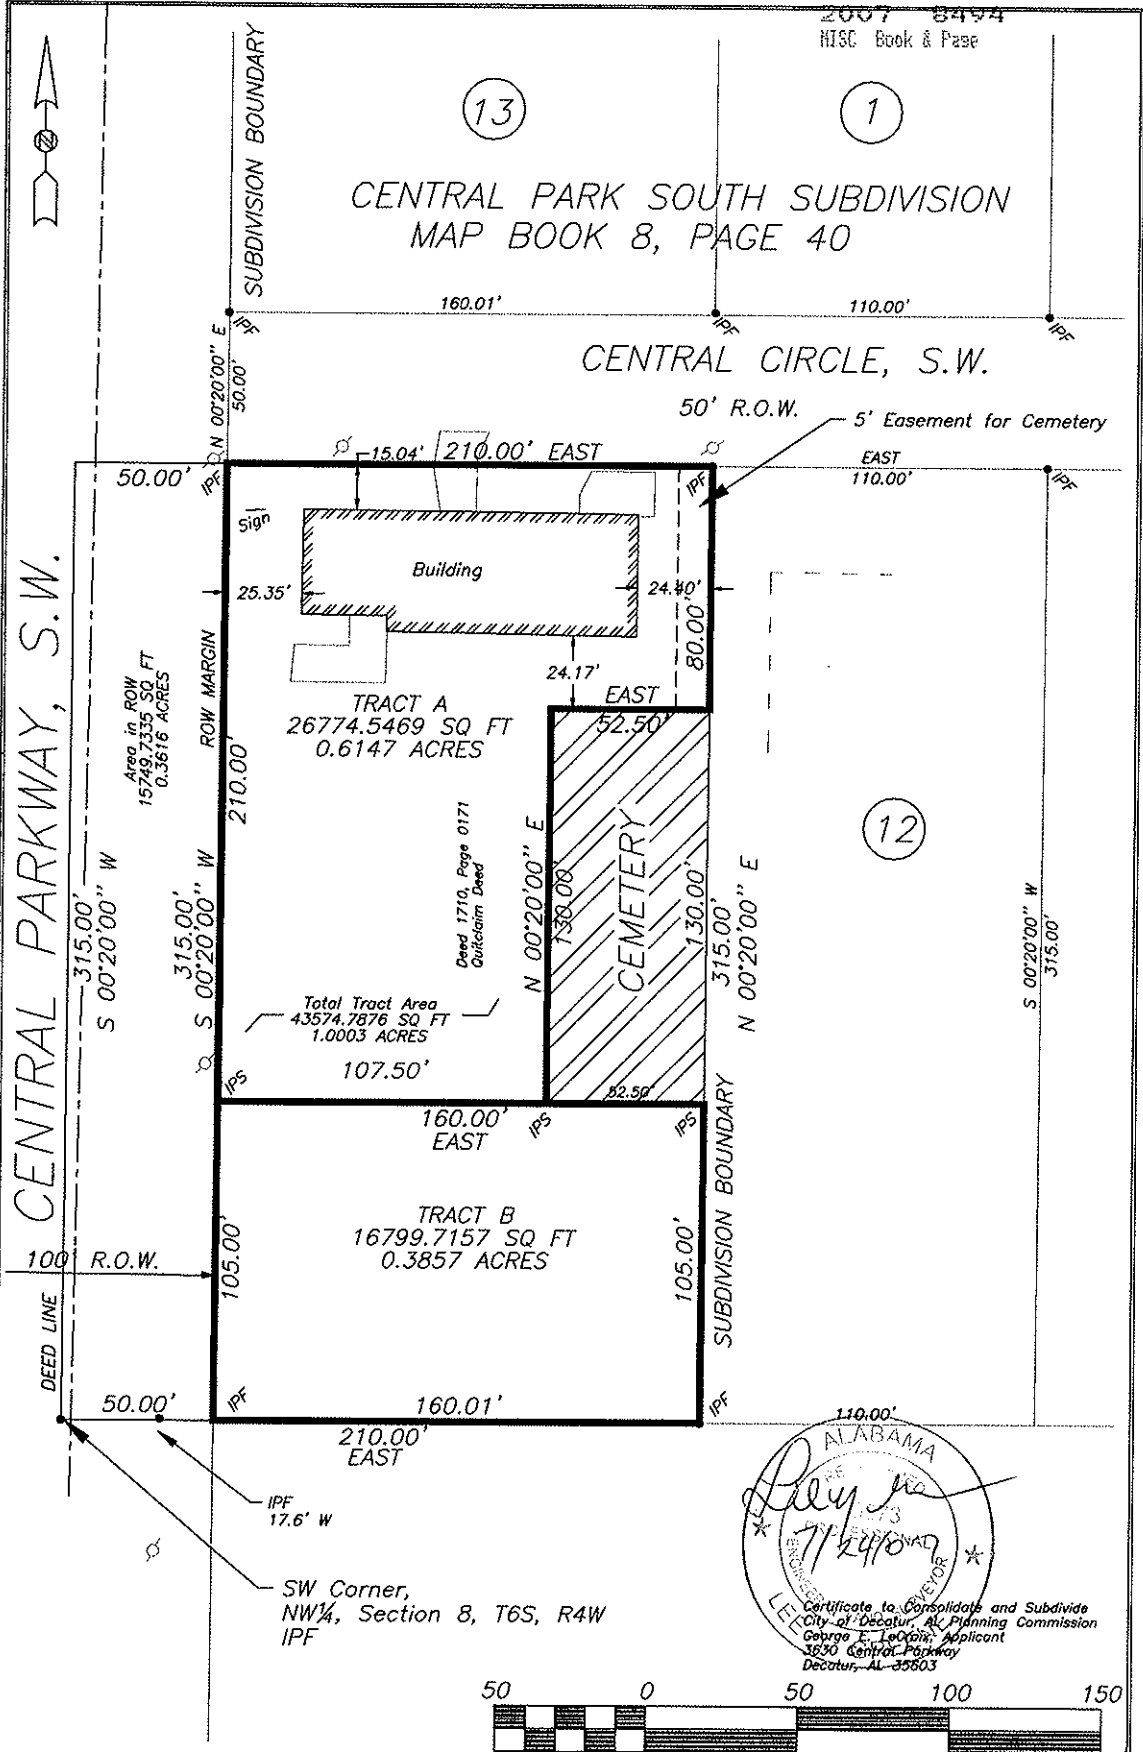 2007 8494
MISC Book & Page
SUBDIVISION BOUNDARY
13
1
CENTRAL PARK SOUTH SUBDIVISION
MAP BOOK 8, PAGE 40
160.01'
110.00'
IPF
IPF
IPF
N 00°20'00" E
50.00'
CENTRAL CIRCLE, S.W.
50' R.O.W.
5' Easement for Cemetery
50.00'
IPF
15.04'
210.00' EAST
IPF
EAST
110.00'
IPF
Sign
Building
25.35'
24.40'
80.00'
24.17'
EAST
52.50'
CENTRAL PARKWAY, S.W.
Area in ROW
15749.7335 SQ FT
0.3616 ACRES
ROW MARGIN
210.00'
TRACT A
26774.5469 SQ FT
0.6147 ACRES
Deed 1710, Page 0171
Quitclaim Deed
N 00°20'00" E
130.00'
CEMETERY
130.00'
315.00'
N 00°20'00" E
12
S 00°20'00" W
315.00'
315.00'
S 00°20'00" W
315.00'
S 00°20'00" W
Total Tract Area
43574.7876 SQ FT
1.0003 ACRES
107.50'
52.50'
IPS
160.00'
EAST
IPS
IPS
SUBDIVISION BOUNDARY
TRACT B
16799.7157 SQ FT
0.3857 ACRES
105.00'
105.00'
100 R.O.W.
DEED LINE
50.00'
IPF
160.01'
IPF
210.00'
EAST
110.00'
IPF
17.6' W
SW Corner,
NW¼, Section 8, T6S, R4W
IPF
ALABAMA
PROFESSIONAL
7/24/07
Certificate to Consolidate and Subdivide
City of Decatur, AL Planning Commission
George E. LeCroix, Applicant
3630 Central Parkway
Decatur, AL 35603
50 0 50 100 150